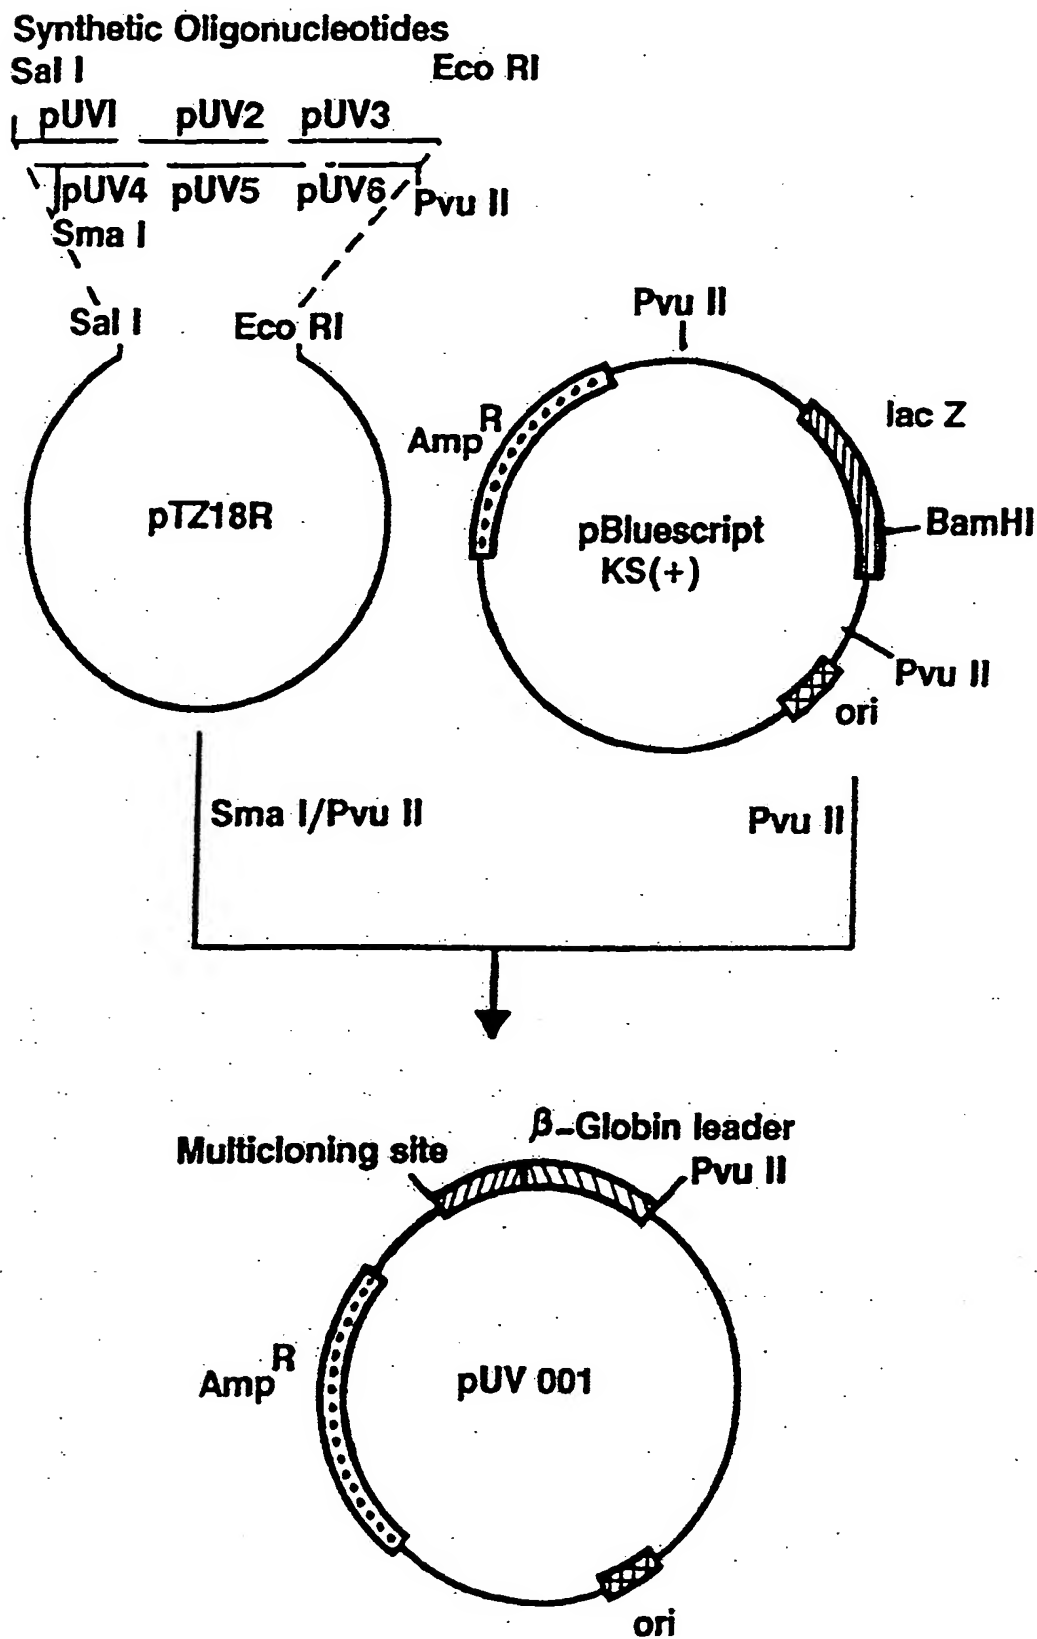 Synthetic Oligonucleotides
Sal I
Eco RI
pUVI
pUV2
pUV3
pUV4
pUV5
pUV6
Pvu II
Sma I
Sal I
Eco RI
pTZ18R
Pvu II
Amp R
lac Z
BamHI
pBluescript
KS(+)
Pvu II
ori
Sma I/Pvu II
Pvu II
Multicloning site
β-Globin leader
Pvu II
Amp R
pUV 001
ori